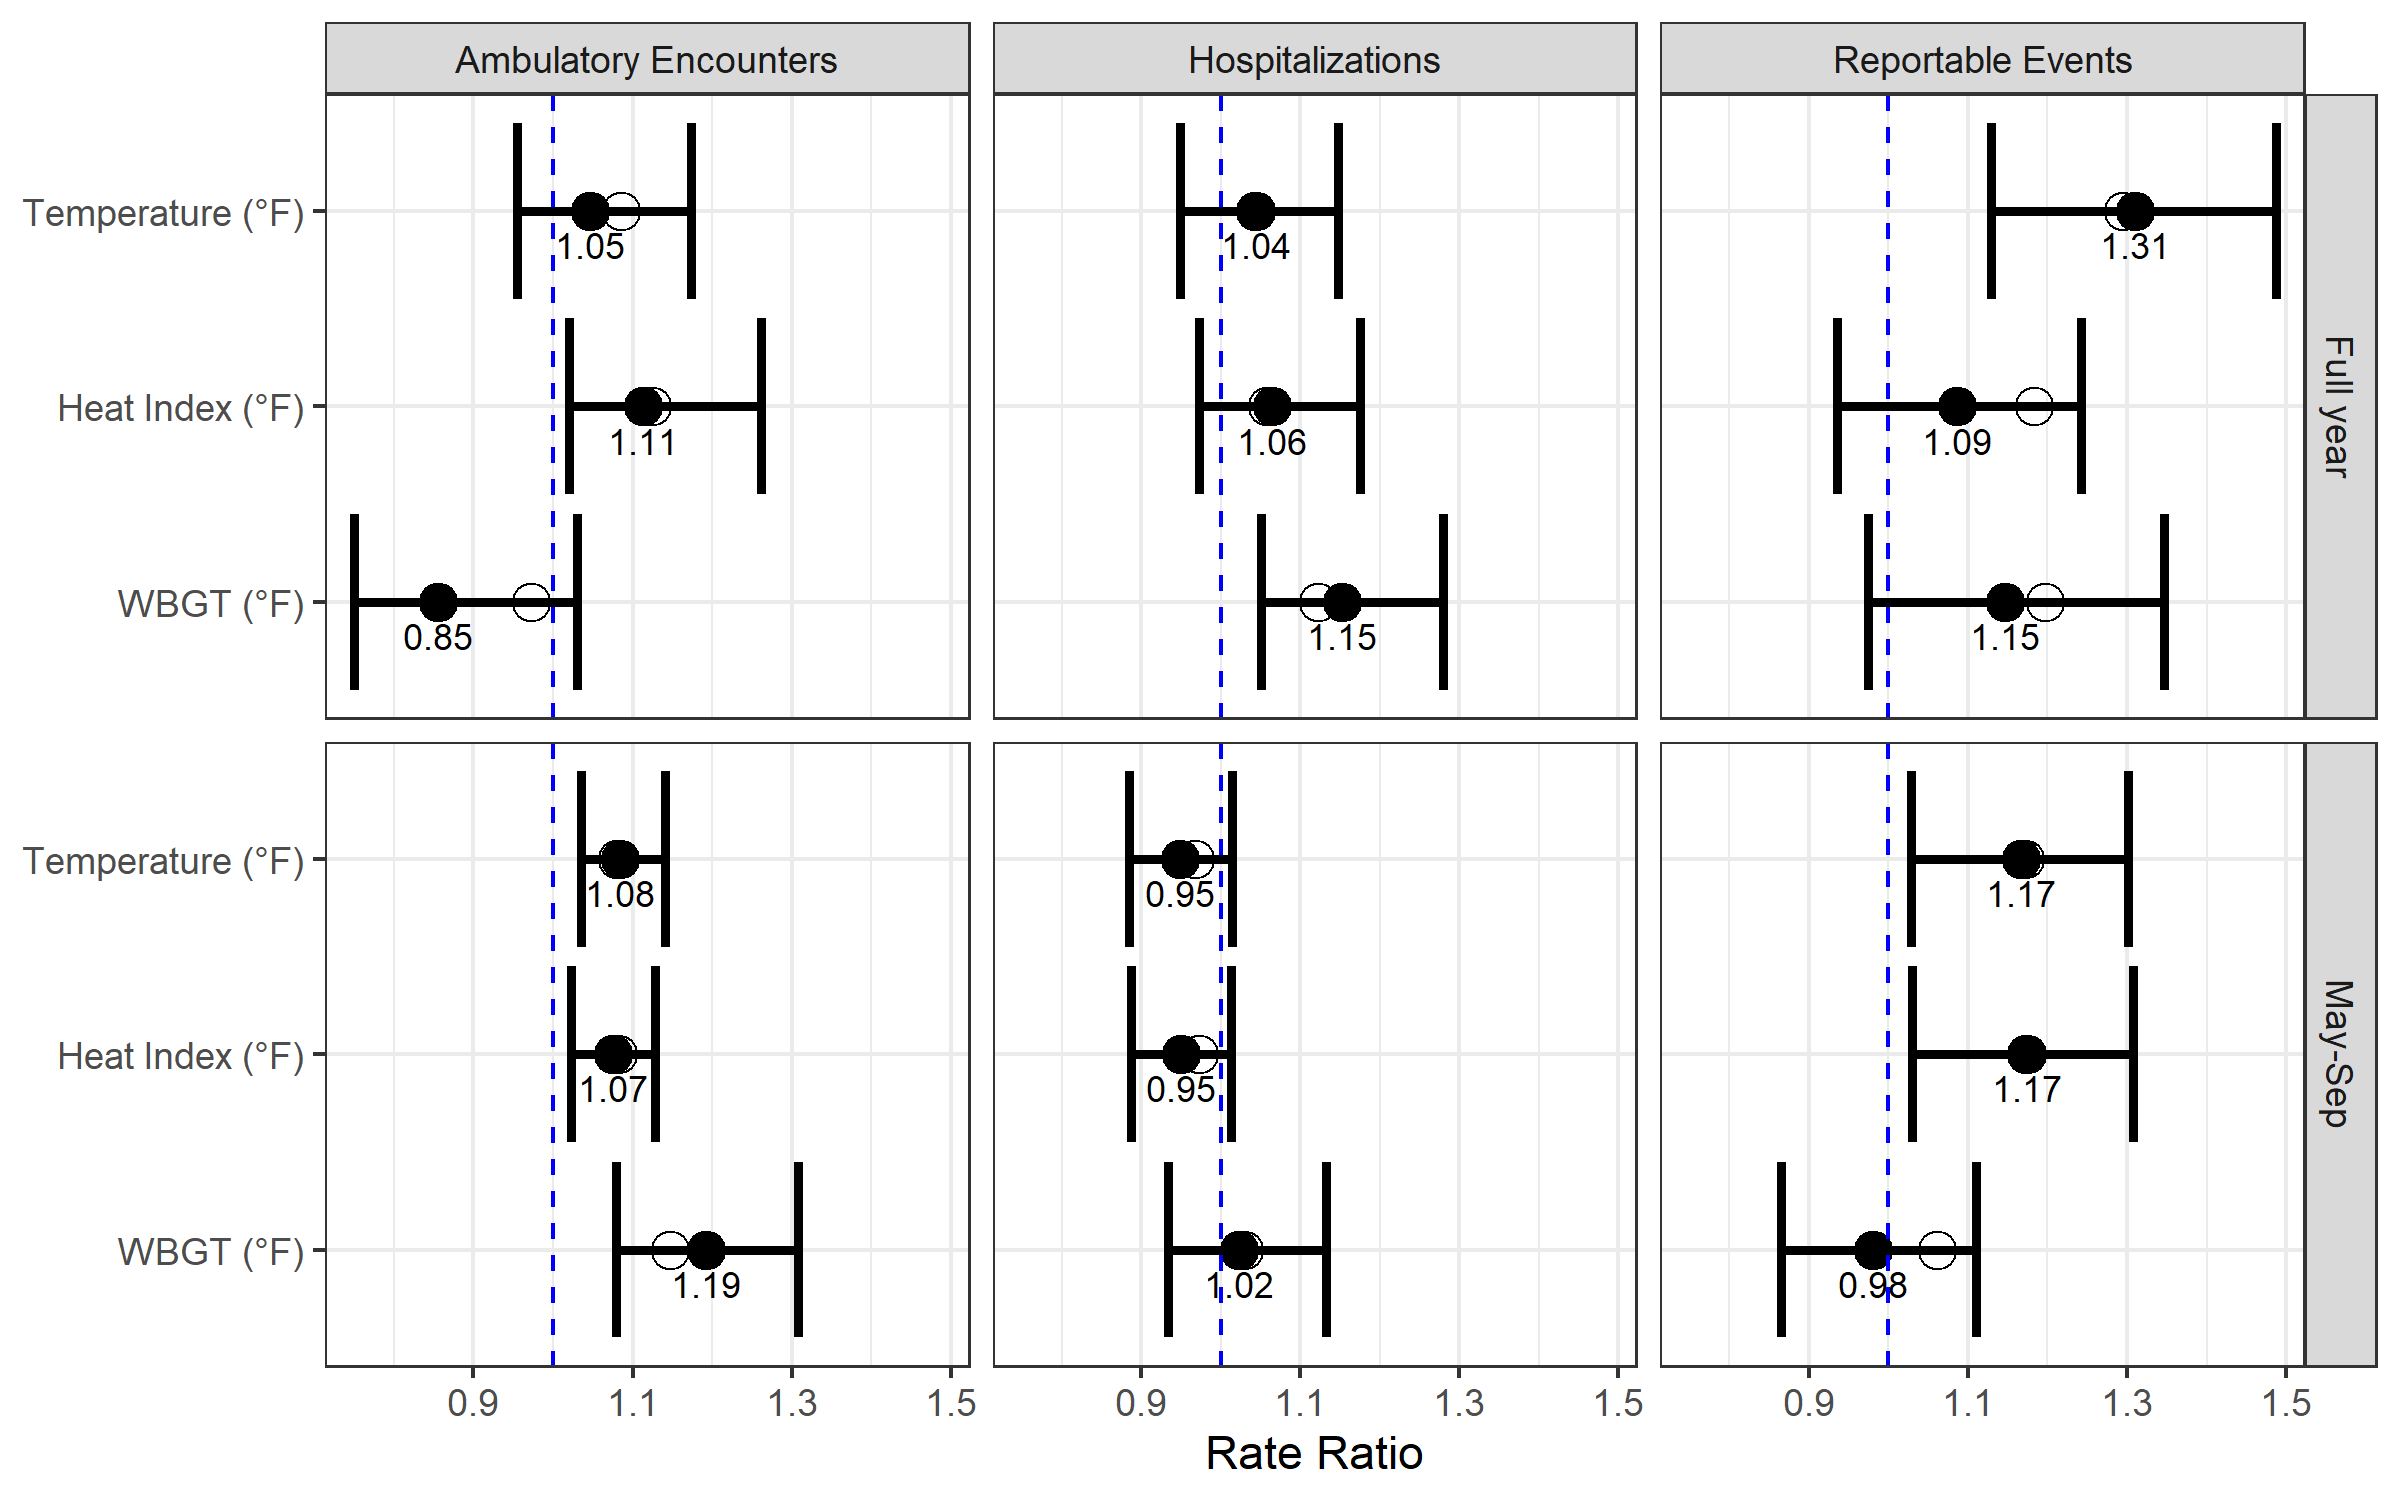 Ambulatory Encounters
Hospitalizations
Reportable Events
Temperature (°F)
1.05
1.04
1.31
Heat Index (°F)
1.11
1.06
1.09
WBGT (°F)
0.85
1.15
1.15
Full year
Temperature (°F)
1.08
0.95
1.17
Heat Index (°F)
1.07
0.95
1.17
WBGT (°F)
1.19
1.02
0.98
May-Sep
0.9 1.1 1.3 1.5
0.9 1.1 1.3 1.5
0.9 1.1 1.3 1.5
Rate Ratio